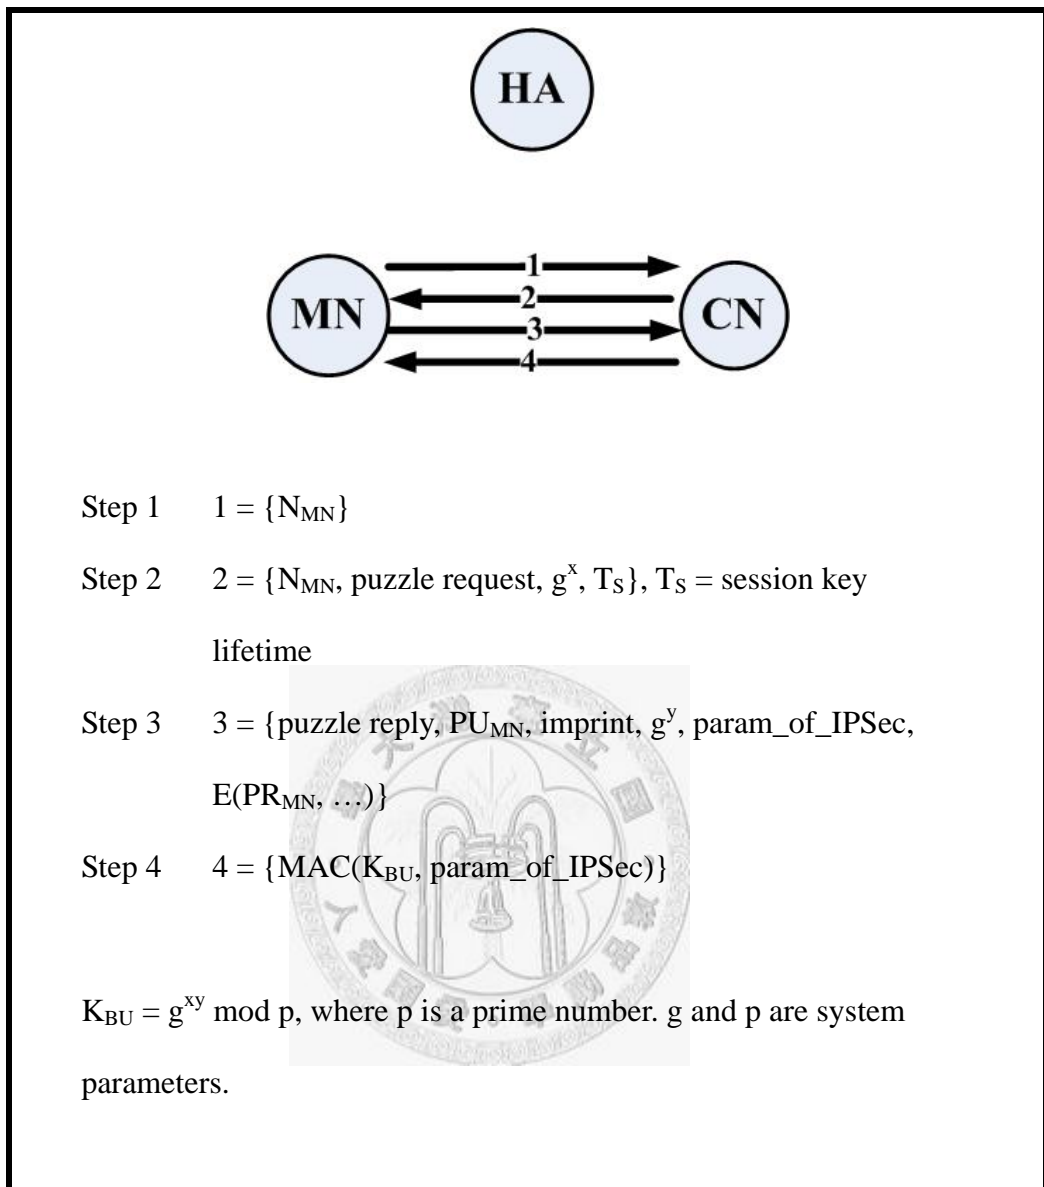 HA
MN
CN
1
2
3
4
Step 1 1 = {N_MN}
Step 2 2 = {N_MN, puzzle request, g^x, T_S}, T_S = session key
lifetime
Step 3 3 = {puzzle reply, PU_MN, imprint, g^y, param_of_IPSec,
E(PR_MN, …)}
Step 4 4 = {MAC(K_BU, param_of_IPSec)}
K_BU = g^xy mod p, where p is a prime number. g and p are system
parameters.